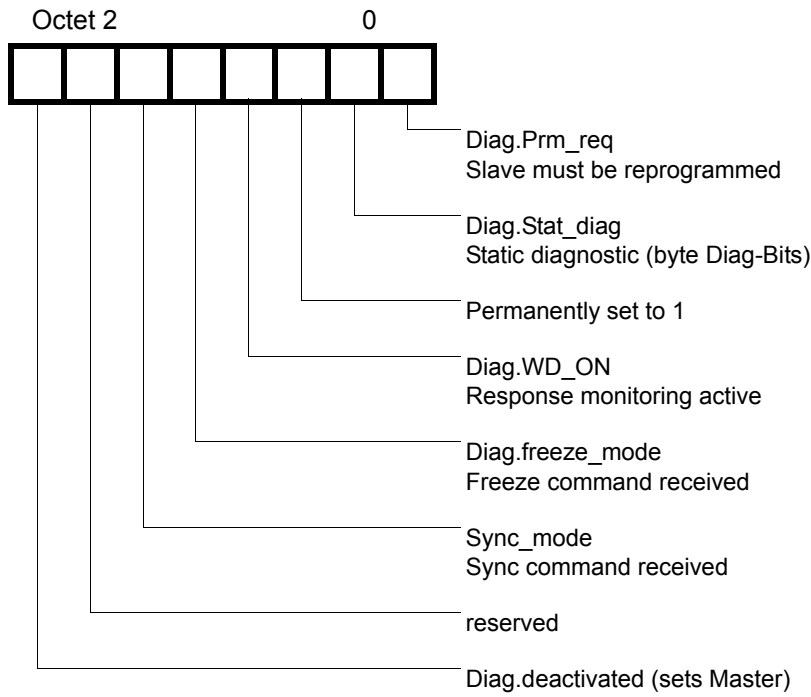 Octet 2 0
Diag.Prm_req
Slave must be reprogrammed
Diag.Stat_diag
Static diagnostic (byte Diag-Bits)
Permanently set to 1
Diag.WD_ON
Response monitoring active
Diag.freeze_mode
Freeze command received
Sync_mode
Sync command received
reserved
Diag.deactivated (sets Master)